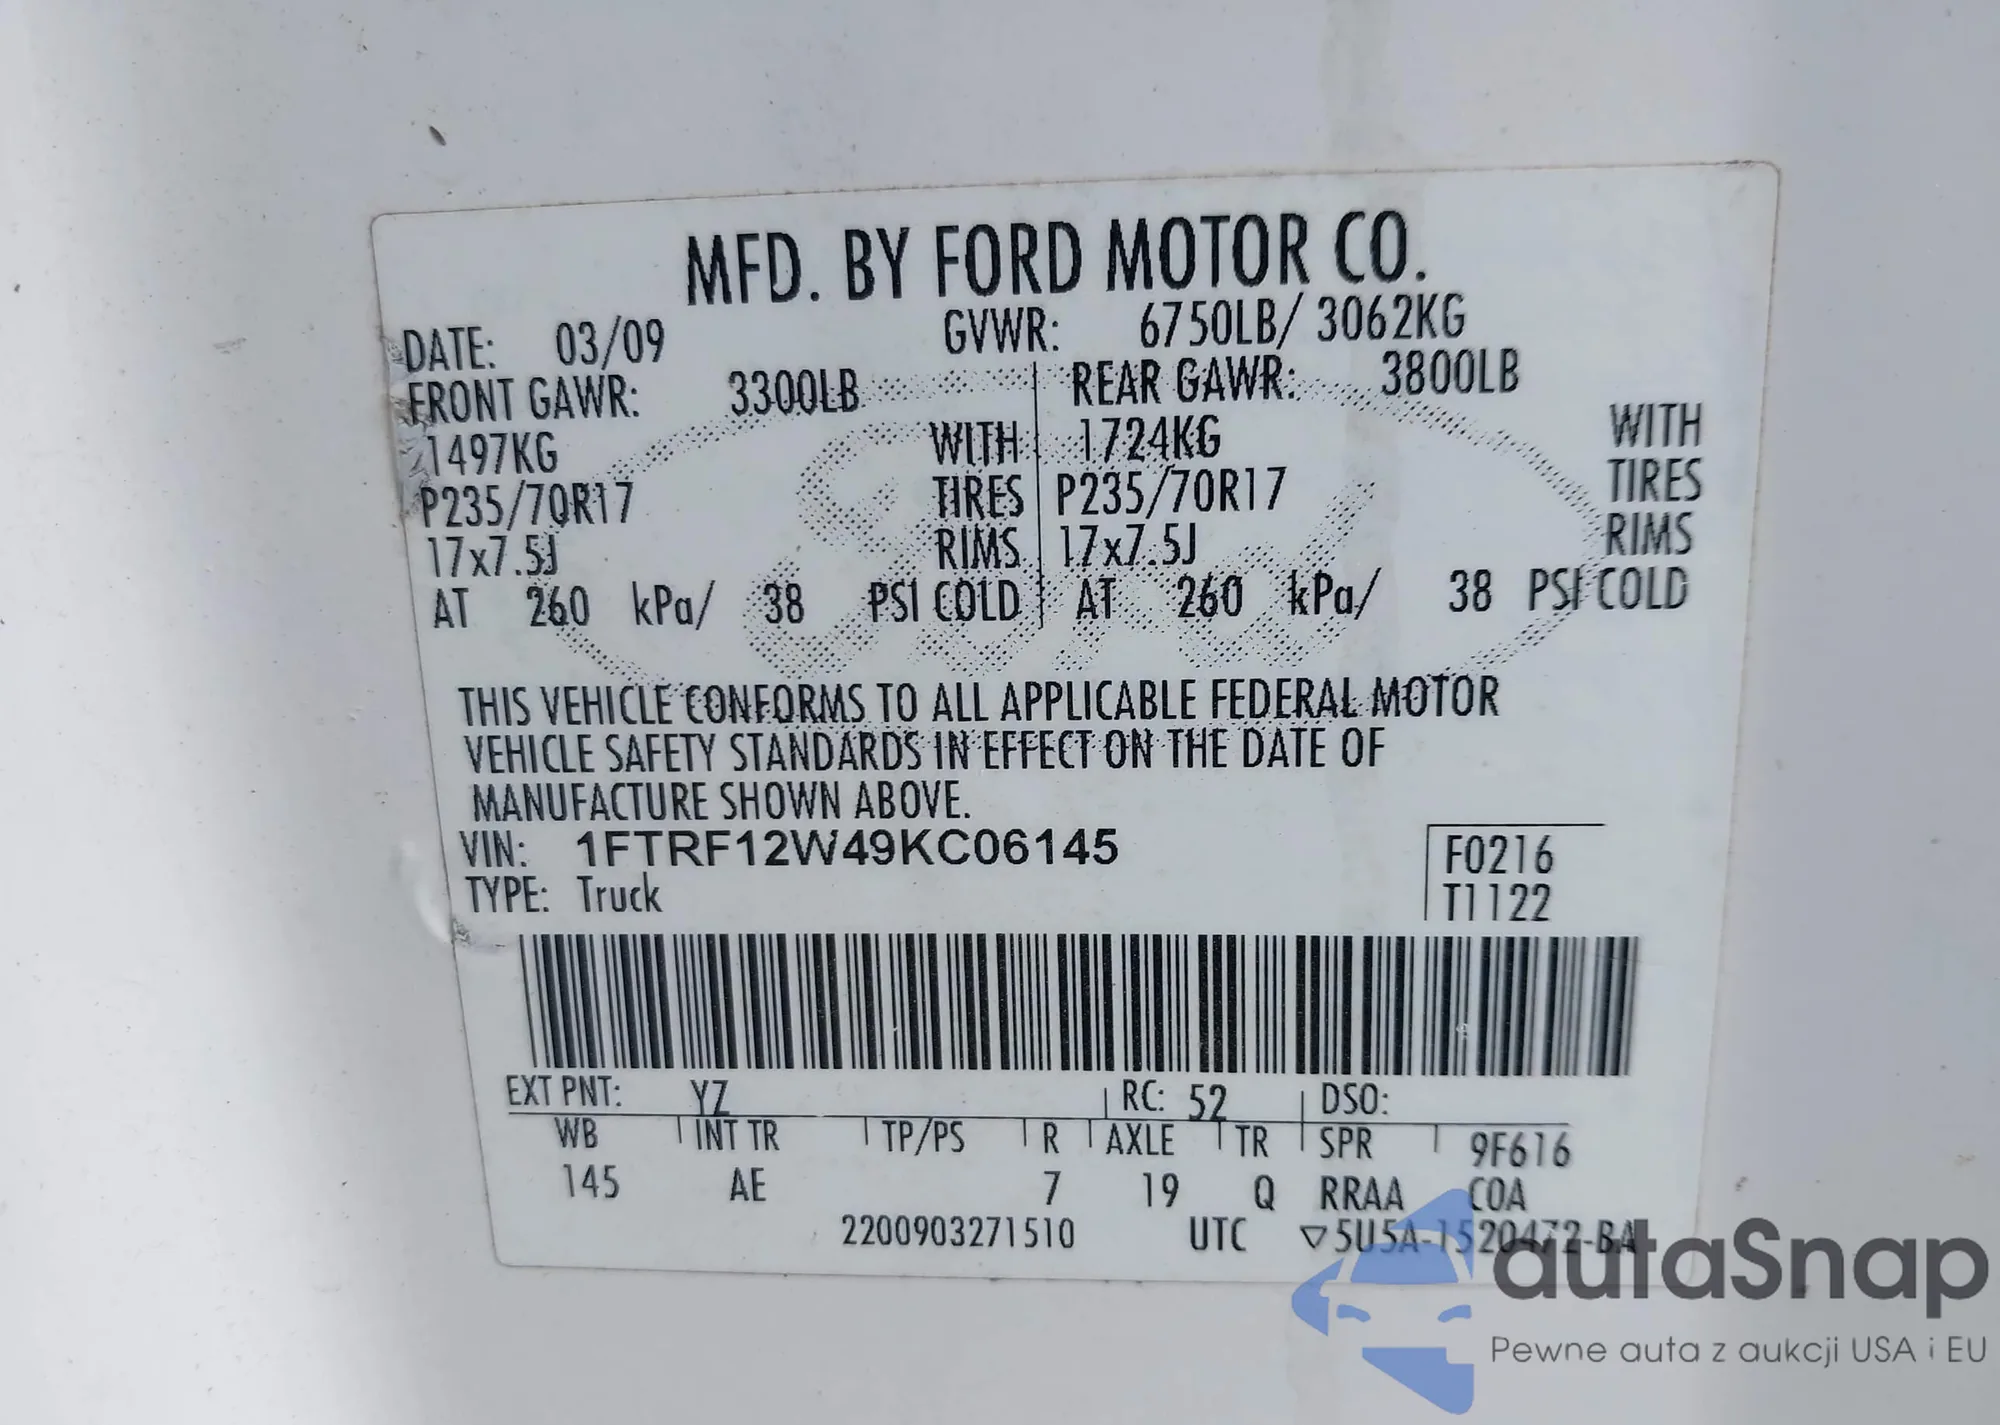 MFD. BY FORD MOTOR CO.
DATE: 03/09 GVWR: 6750LB/ 3062KG
FRONT GAWR: 3300LB REAR GAWR: 3800LB
1497KG WITH 1724KG WITH
P235/70R17 TIRES P235/70R17 TIRES
17x7.5J RIMS 17x7.5J RIMS
AT 260 kPa/ 38 PSI COLD AT 260 kPa/ 38 PSI COLD
THIS VEHICLE CONFORMS TO ALL APPLICABLE FEDERAL MOTOR
VEHICLE SAFETY STANDARDS IN EFFECT ON THE DATE OF
MANUFACTURE SHOWN ABOVE.
VIN: 1FTRF12W49KC06145 F0216
TYPE: Truck T1122
EXT PNT: YZ RC: 52 DSO:
WB INT TR TP/PS R AXLE TR SPR 9F616
145 AE 7 19 Q RRAA COA
2200903271510 UTC ▽5U5A-1520472-BA
autaSnap
Pewne auta z aukcji USA i EU